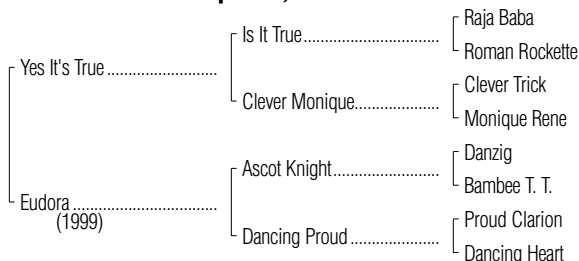 Raja Baba
Is It True
Roman Rockette
Yes It's True
Clever Trick
Clever Monique
Monique Rene
Danzig
Ascot Knight
Bambee T. T.
Eudora
(1999)
Proud Clarion
Dancing Proud
Dancing Heart